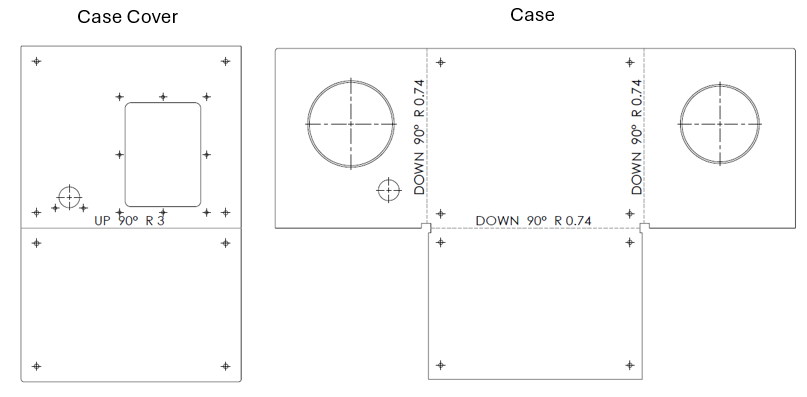 Case Cover
Case
DOWN 90° R 0.74
DOWN 90° R 0.74
UP 90° R 3
DOWN 90° R 0.74